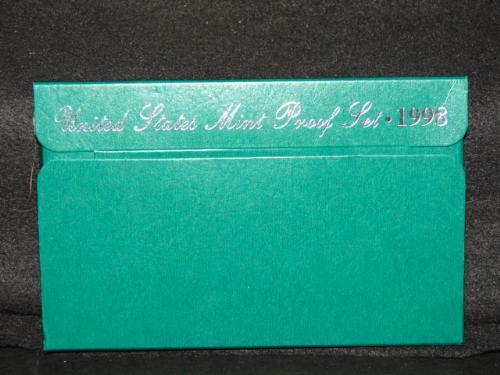 United States Mint Proof Set • 1998